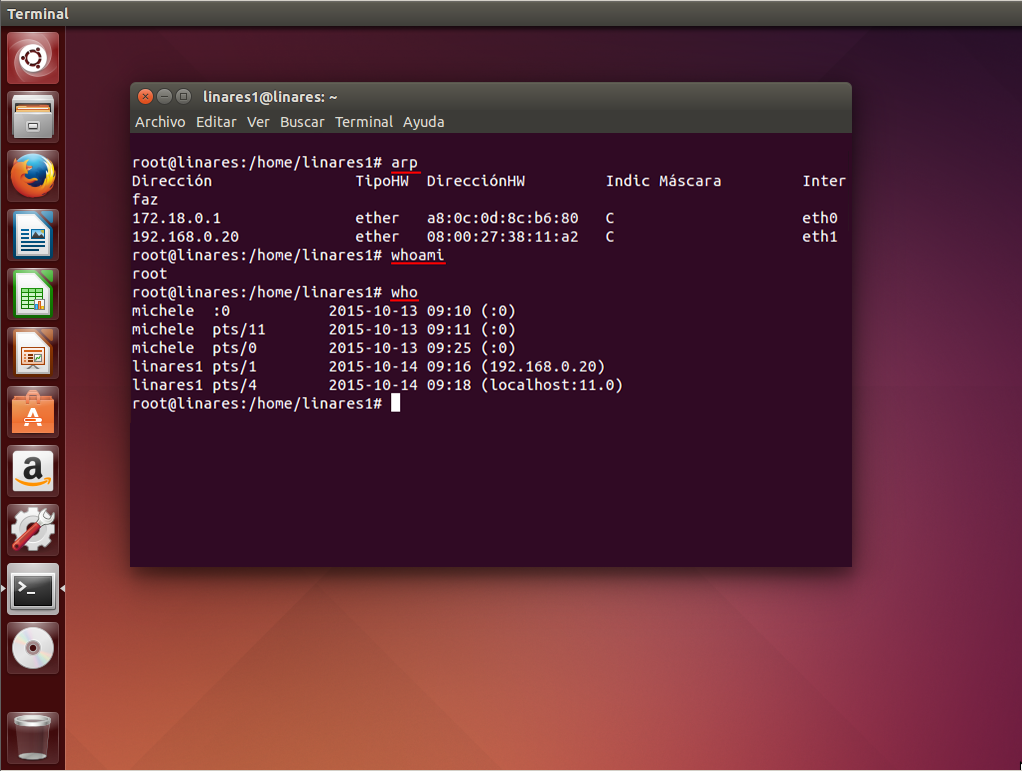 Terminal
linares1@linares: ~
Archivo Editar Ver Buscar Terminal Ayuda
root@linares:/home/linares1# arp
Dirección                TipoHW  DirecciónHW         Indic Máscara         Inter
faz
172.18.0.1               ether   a8:0c:0d:8c:b6:80   C                     eth0
192.168.0.20             ether   08:00:27:38:11:a2   C                     eth1
root@linares:/home/linares1# whoami
root
root@linares:/home/linares1# who
michele  :0           2015-10-13 09:10 (:0)
michele  pts/11       2015-10-13 09:11 (:0)
michele  pts/0        2015-10-13 09:25 (:0)
linares1 pts/1        2015-10-14 09:16 (192.168.0.20)
linares1 pts/4        2015-10-14 09:18 (localhost:11.0)
root@linares:/home/linares1#
a